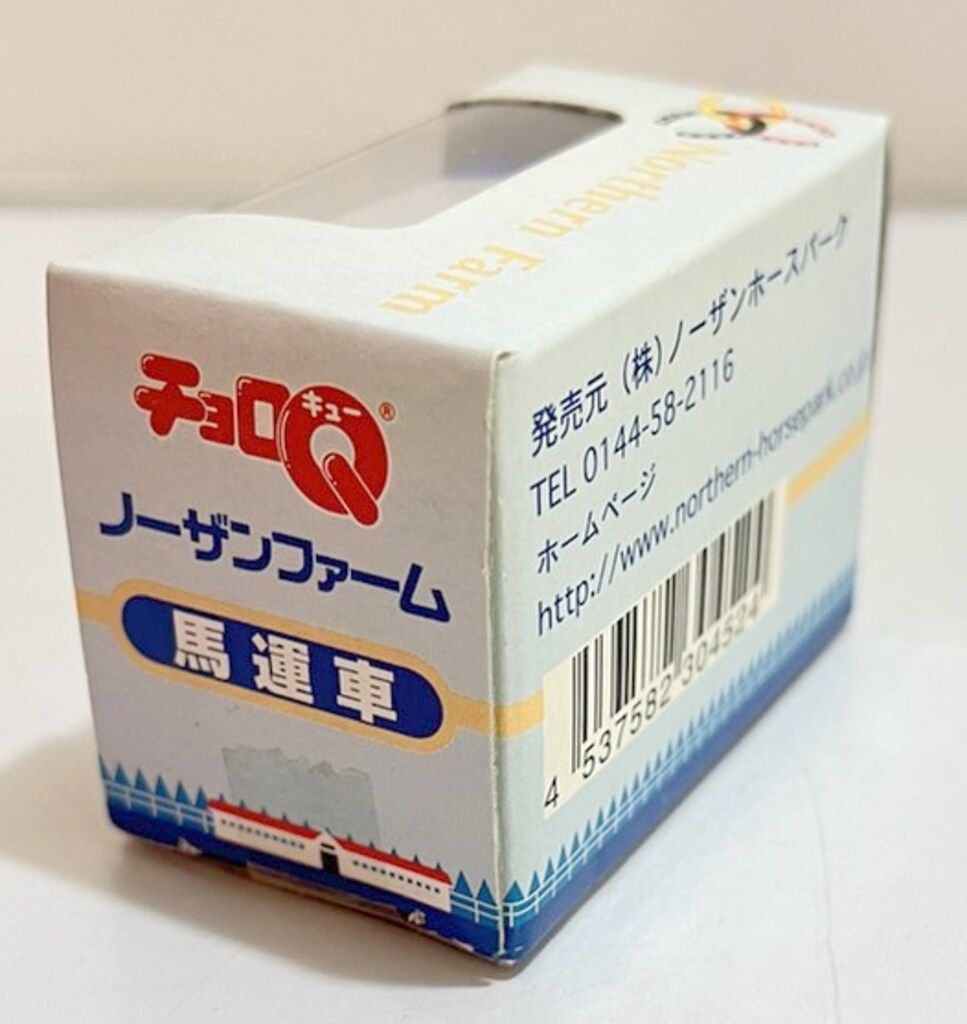 Northern Farm
チョロQ
キュー
®
ノーザンファーム
馬運車
発売元 (株)ノーザンホースパーク
TEL 0144-58-2116
ホームページ
http://www.northern-horsepark.co.jp
4 537582 304324